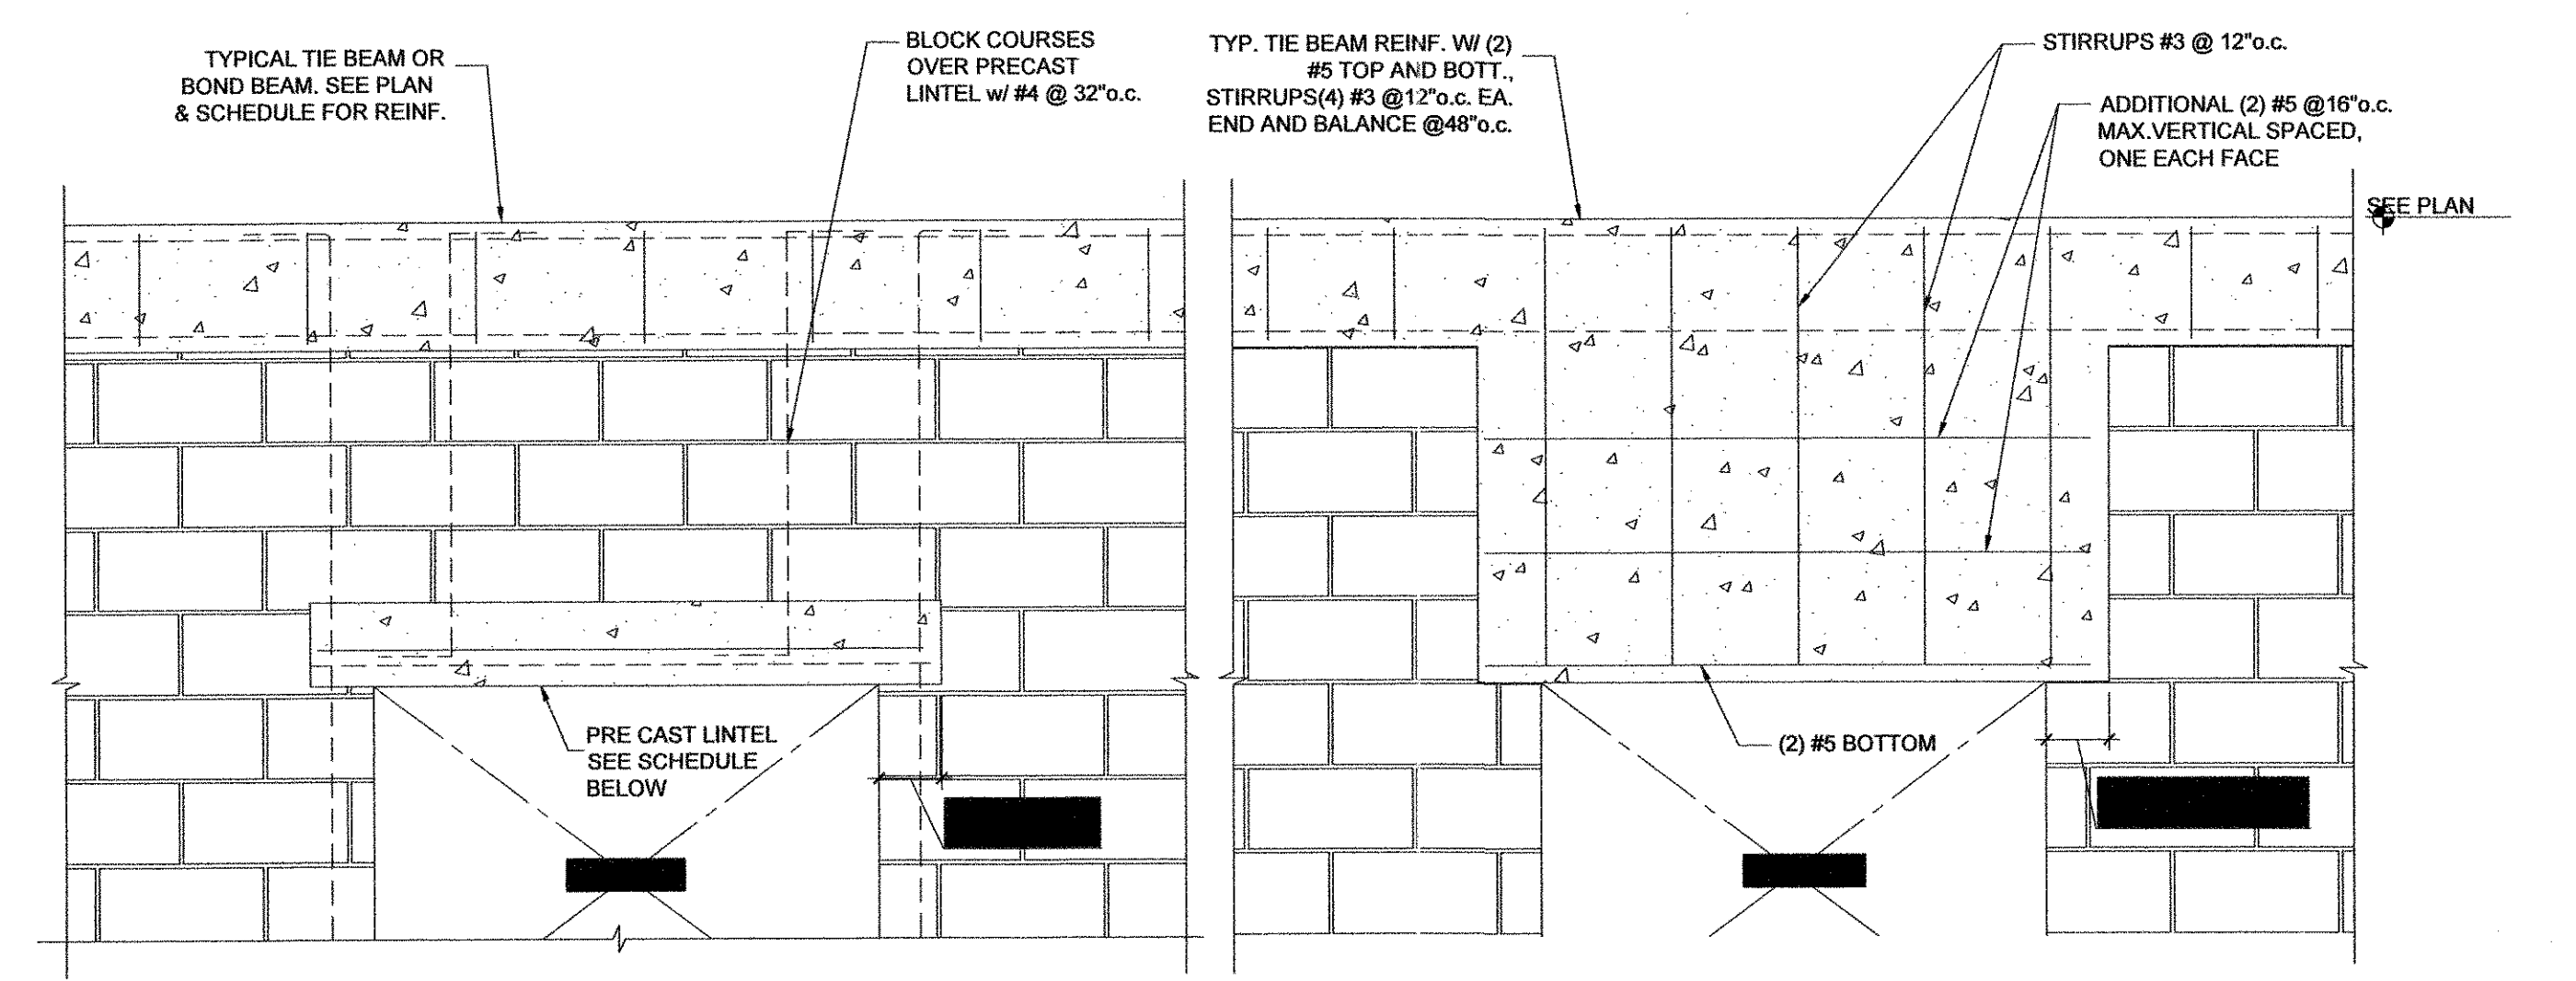 TYPICAL TIE BEAM OR
BOND BEAM. SEE PLAN
& SCHEDULE FOR REINF.
BLOCK COURSES
OVER PRECAST
LINTEL w/ #4 @ 32"o.c.
TYP. TIE BEAM REINF. W/ (2)
#5 TOP AND BOTT.,
STIRRUPS(4) #3 @12"o.c. EA.
END AND BALANCE @48"o.c.
STIRRUPS #3 @ 12"o.c.
ADDITIONAL (2) #5 @16"o.c.
MAX.VERTICAL SPACED,
ONE EACH FACE
SEE PLAN
PRE CAST LINTEL
SEE SCHEDULE
BELOW
(2) #5 BOTTOM